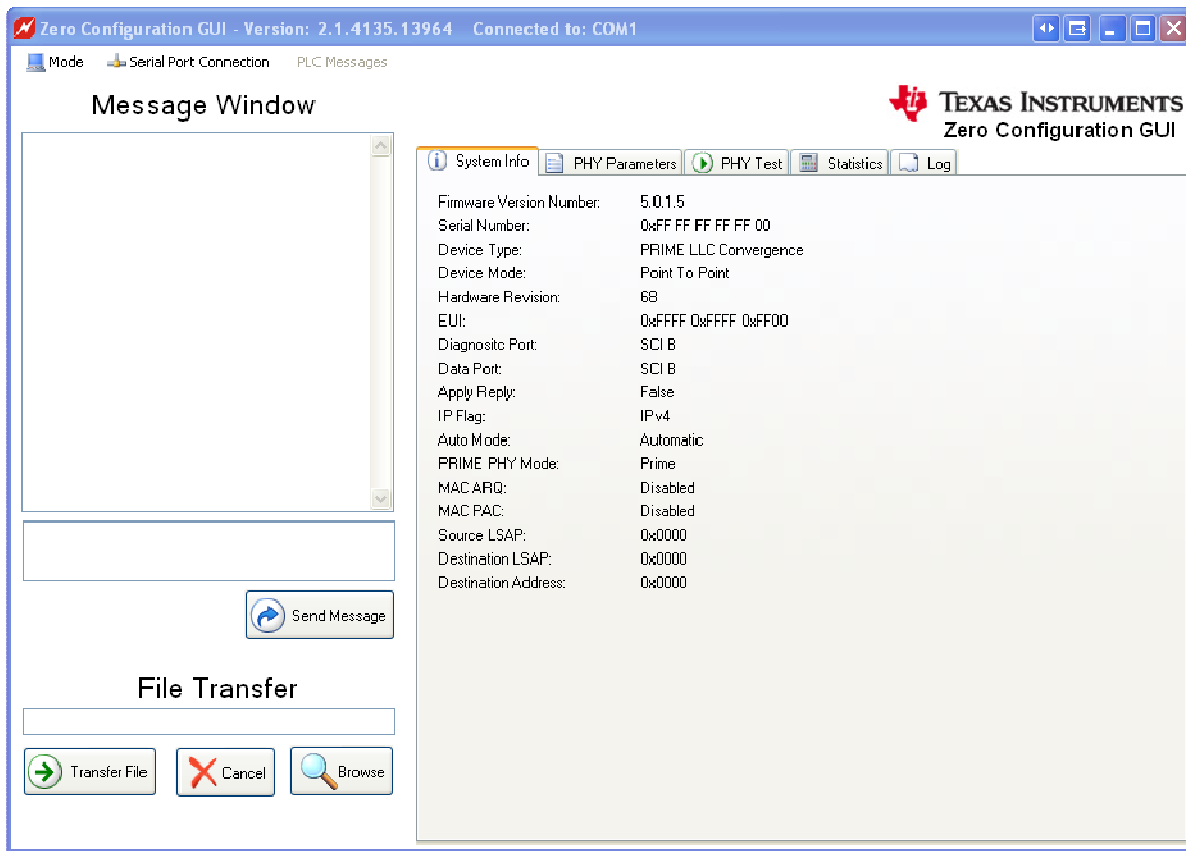 Zero Configuration GUI - Version: 2.1.4135.13964 Connected to: COM1
Mode Serial Port Connection PLC Messages
Message Window
TEXAS INSTRUMENTS
Zero Configuration GUI
System Info PHY Parameters PHY Test Statistics Log
Firmware Version Number: 5.0.1.5
Serial Number: 0xFF FF FF FF FF 00
Device Type: PRIME LLC Convergence
Device Mode: Point To Point
Hardware Revision: 68
EUI: 0xFFFF 0xFFFF 0xFF00
Diagnositc Port: SCI B
Data Port: SCI B
Apply Reply: False
IP Flag: IPv4
Auto Mode: Automatic
PRIME PHY Mode: Prime
MAC ARQ: Disabled
MAC PAC: Disabled
Source LSAP: 0x0000
Destination LSAP: 0x0000
Destination Address: 0x0000
Send Message
File Transfer
Transfer File Cancel Browse